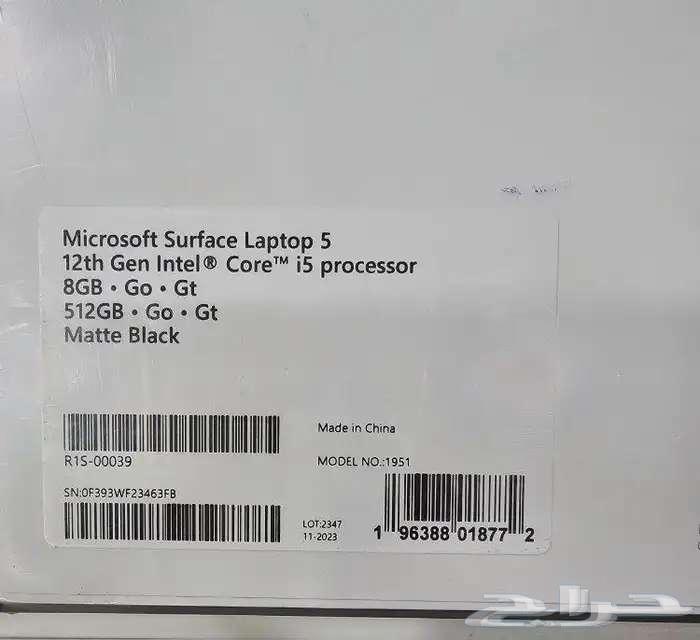 Microsoft Surface Laptop 5
12th Gen Intel® Core™ i5 processor
8GB • Go • Gt
512GB • Go • Gt
Matte Black
R1S-00039
Made in China
MODEL NO.:1951
SN:0F393WF23463FB
LOT:2347
11-2023
1 96388 01877 2
حراج